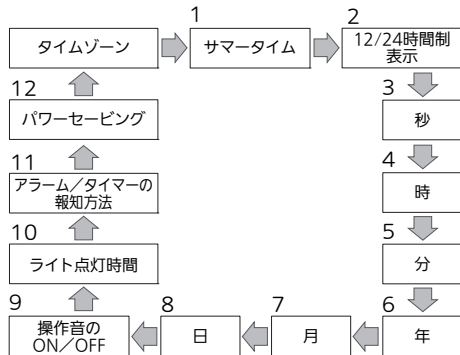 タイムゾーン
1
サマータイム
2
12/24時間制
表示
3
秒
4
時
5
分
6
年
7
月
8
日
9
操作音の
ON/OFF
10
ライト点灯時間
11
アラーム/タイマーの
報知方法
12
パワーセービング